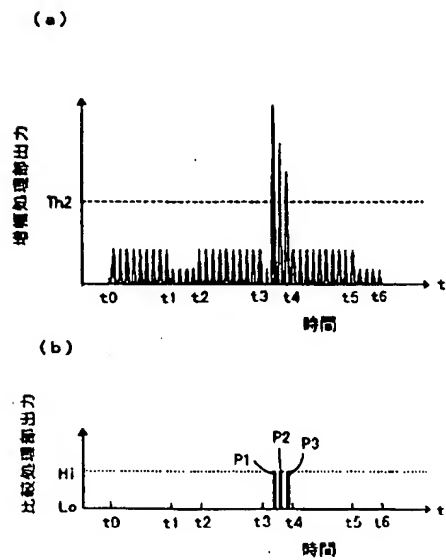 (a)
増幅処理部出力
Th2
t0 t1 t2 t3 t4 t5 t6 t
時間
(b)
比較処理部出力
P1 P2 P3
Hi
Lo
t0 t1 t2 t3 t4 t5 t6 t
時間